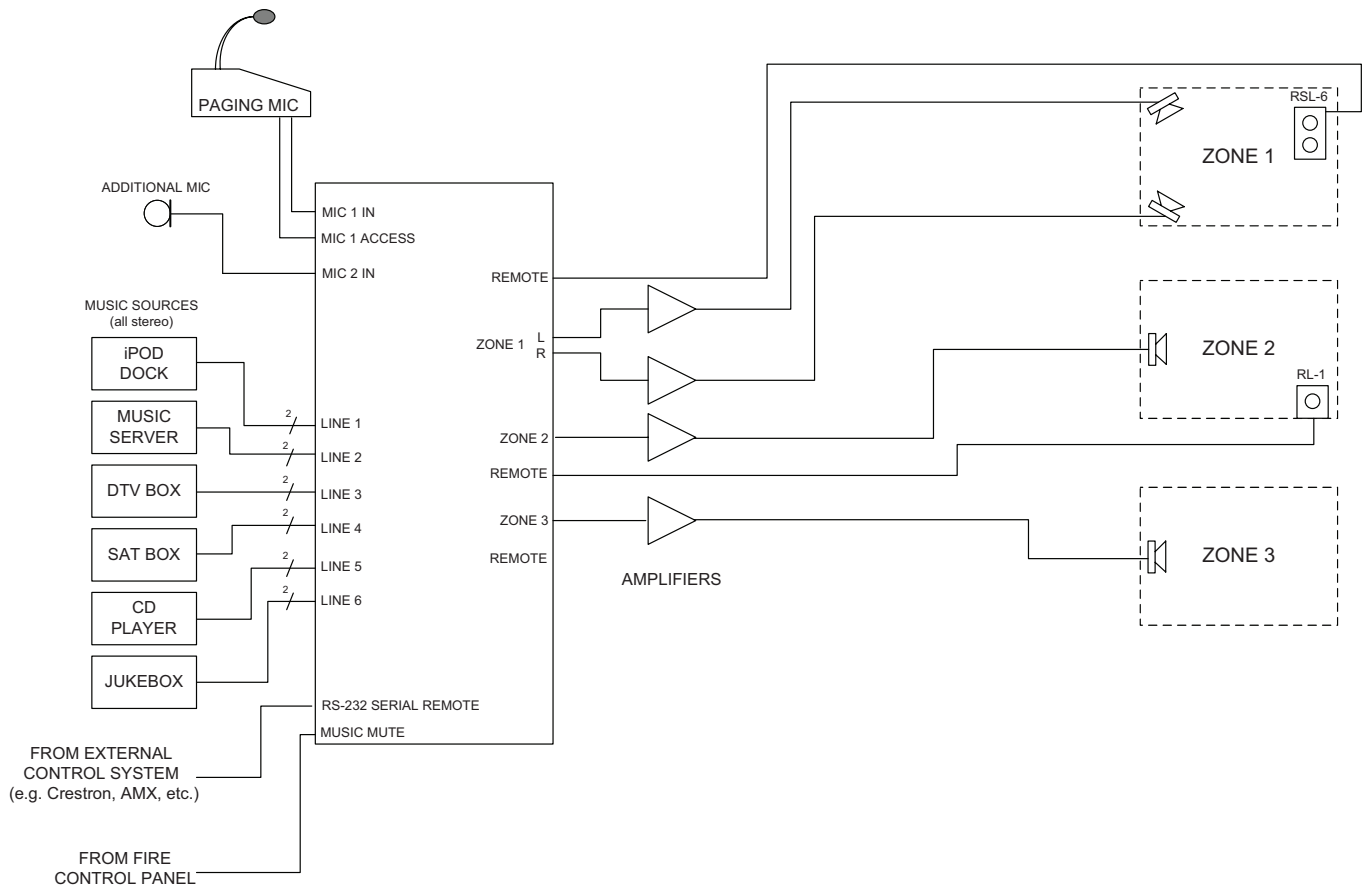 PAGING MIC
ADDITIONAL MIC
MIC 1 IN
MIC 1 ACCESS
MIC 2 IN
MUSIC SOURCES
(all stereo)
iPOD
DOCK
MUSIC
SERVER
DTV BOX
SAT BOX
CD
PLAYER
JUKEBOX
2
LINE 1
2
LINE 2
2
LINE 3
2
LINE 4
2
LINE 5
2
LINE 6
RS-232 SERIAL REMOTE
MUSIC MUTE
FROM EXTERNAL
CONTROL SYSTEM
(e.g. Crestron, AMX, etc.)
FROM FIRE
CONTROL PANEL
REMOTE
ZONE 1
L
R
ZONE 2
REMOTE
ZONE 3
REMOTE
AMPLIFIERS
RSL-6
ZONE 1
ZONE 2
RL-1
ZONE 3